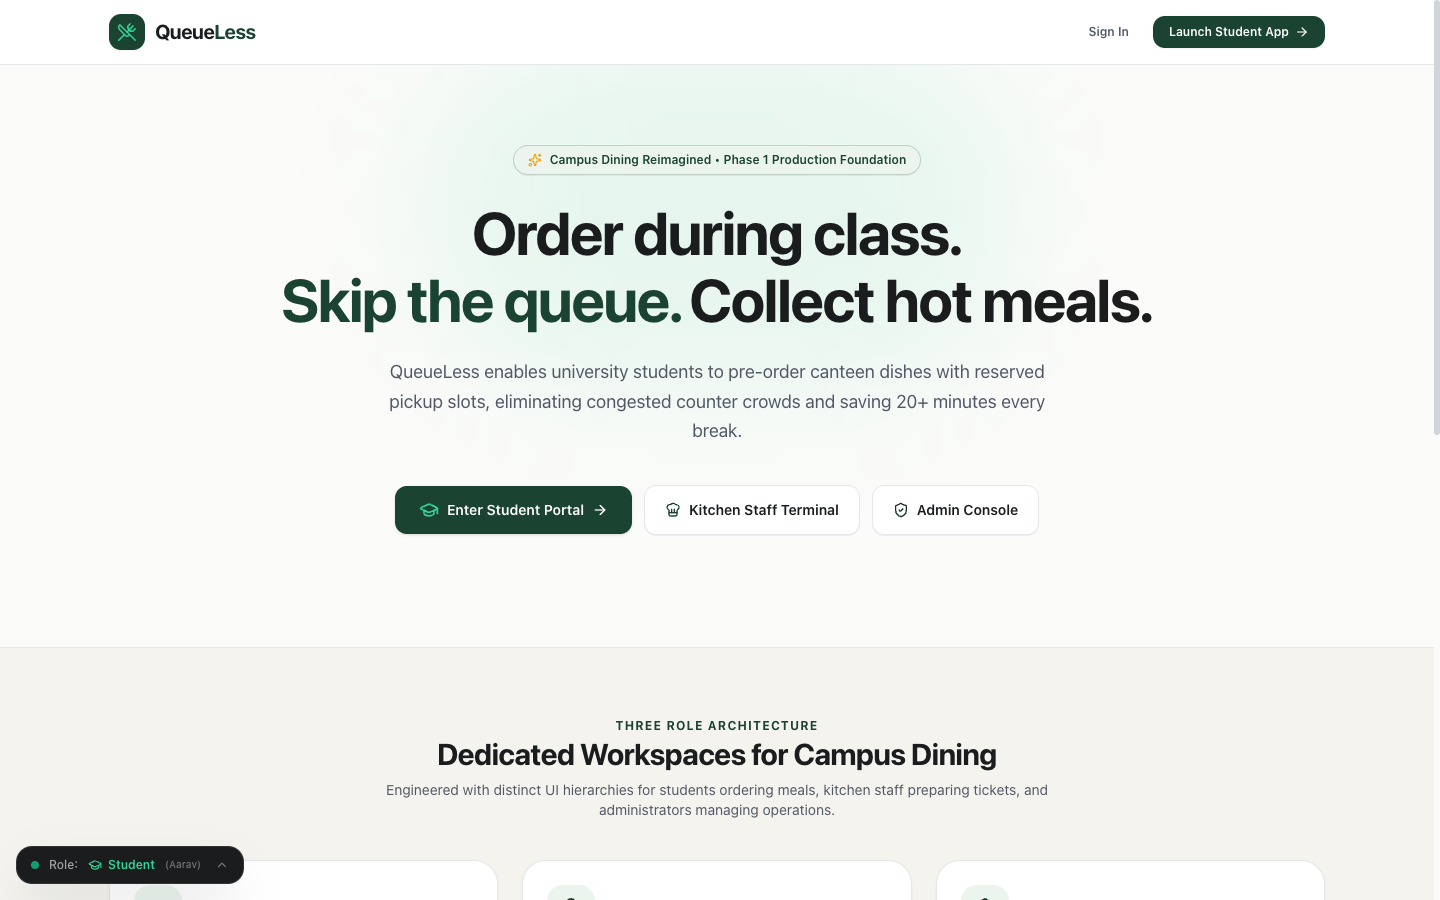 QueueLess
Sign In
Launch Student App
Campus Dining Reimagined • Phase 1 Production Foundation
Order during class.
Skip the queue. Collect hot meals.
QueueLess enables university students to pre-order canteen dishes with reserved
pickup slots, eliminating congested counter crowds and saving 20+ minutes every
break.
Enter Student Portal
Kitchen Staff Terminal
Admin Console
THREE ROLE ARCHITECTURE
Dedicated Workspaces for Campus Dining
Engineered with distinct UI hierarchies for students ordering meals, kitchen staff preparing tickets, and
administrators managing operations.
Role: Student (Aarav)